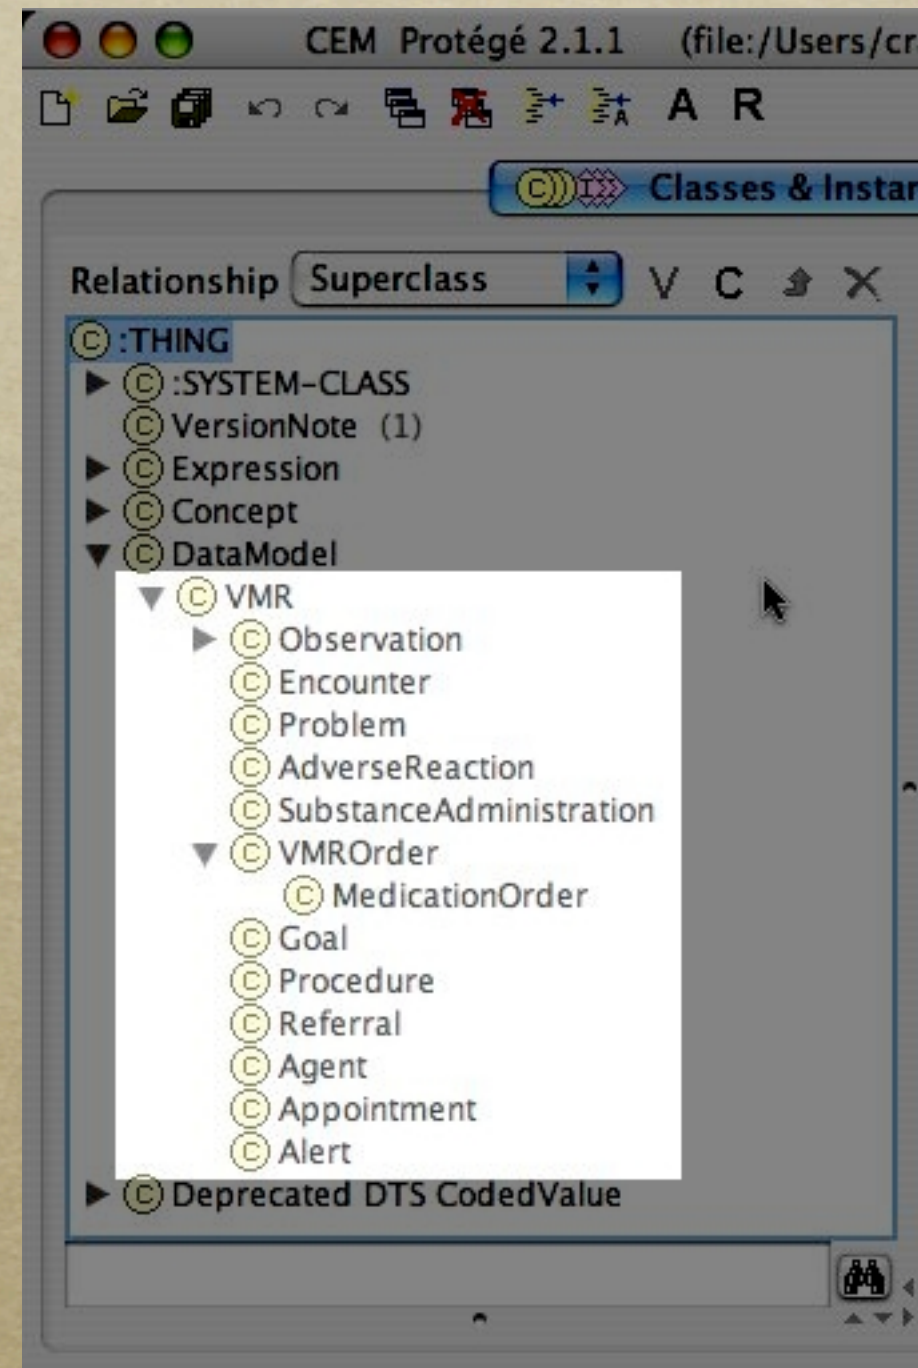 CEM Protégé 2.1.1 (file:/Users/cr
A R
Classes & Instan
Relationship Superclass V C
:THING
:SYSTEM-CLASS
VersionNote (1)
Expression
Concept
DataModel
VMR
Observation
Encounter
Problem
AdverseReaction
SubstanceAdministration
VMROrder
MedicationOrder
Goal
Procedure
Referral
Agent
Appointment
Alert
Deprecated DTS CodedValue